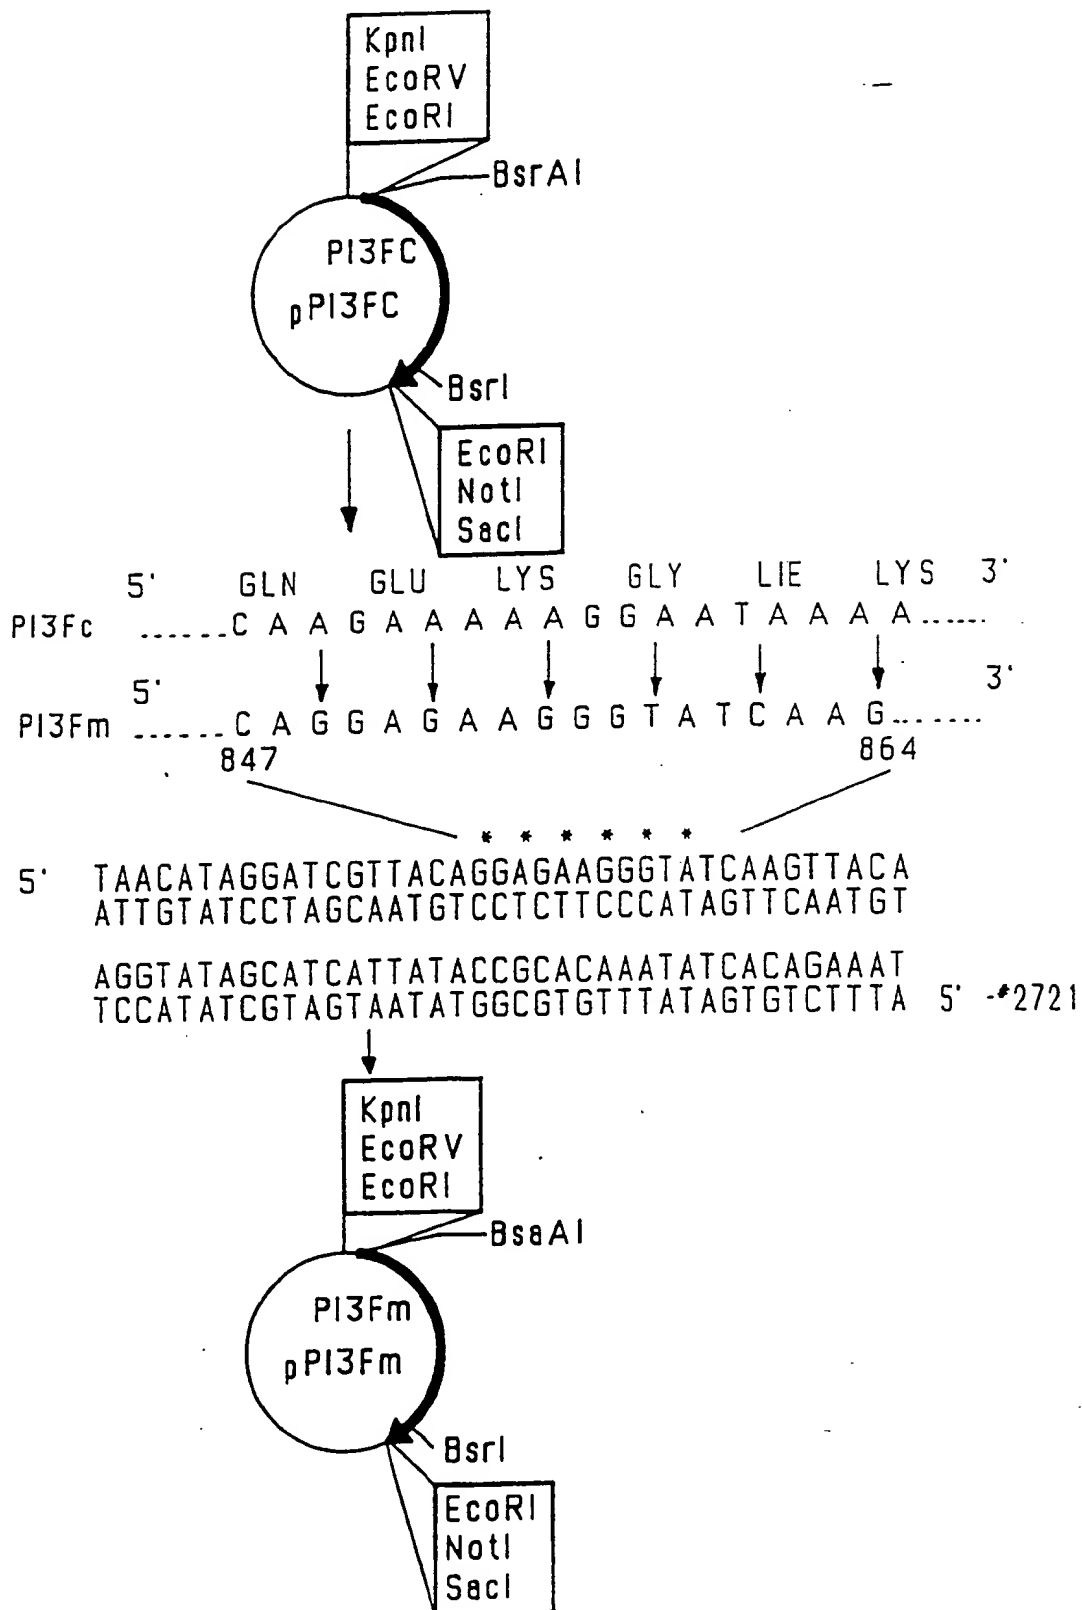 KpnI
EcoRV
EcoRI
BsrAI
PI3FC
pPI3FC
BsrI
EcoRI
NotI
SacI
5' GLN GLU LYS GLY LIE LYS 3'
PI3Fc ......C A A G A A A A A G G A A T A A A A......
5' 3'
PI3Fm ......C A G G A G A A G G G T A T C A A G......
847 864
* * * * * *
5' TAACATAGGATCGTTACAGGAGAAGGGTATCAAGTTACA
ATTGTATCCTAGCAATGTCCTCTTCCCATAGTTCAATGT
AGGTATAGCATCATTATACCGCACAAATATCACAGAAAT
TCCATATCGTAGTAATATGGCGTGTTTATAGTGTCTTTA 5' -#2721
KpnI
EcoRV
EcoRI
BsaAI
PI3Fm
pPI3Fm
BsrI
EcoRI
NotI
SacI